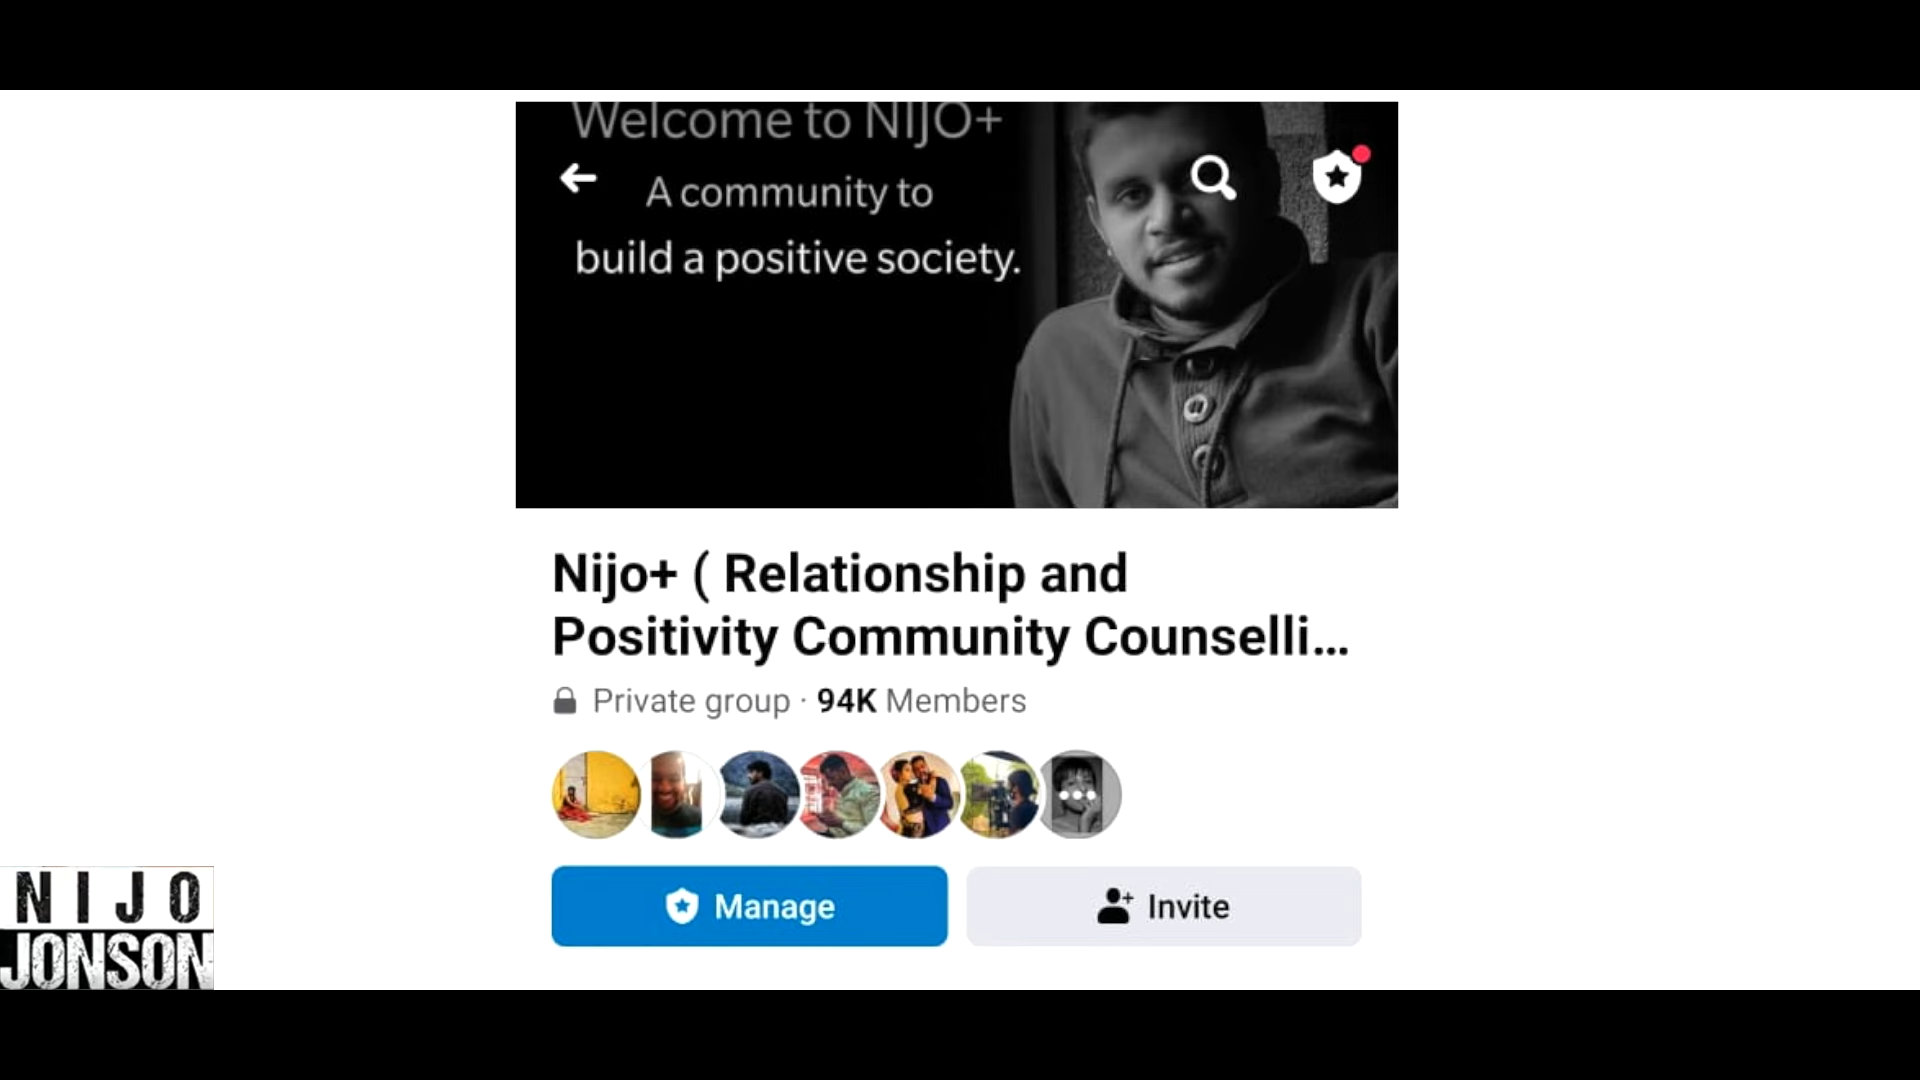 Welcome to NIJO+
A community to
build a positive society.
Nijo+ ( Relationship and
Positivity Community Counselli...
Private group · 94K Members
Manage
Invite
NIJO
JONSON